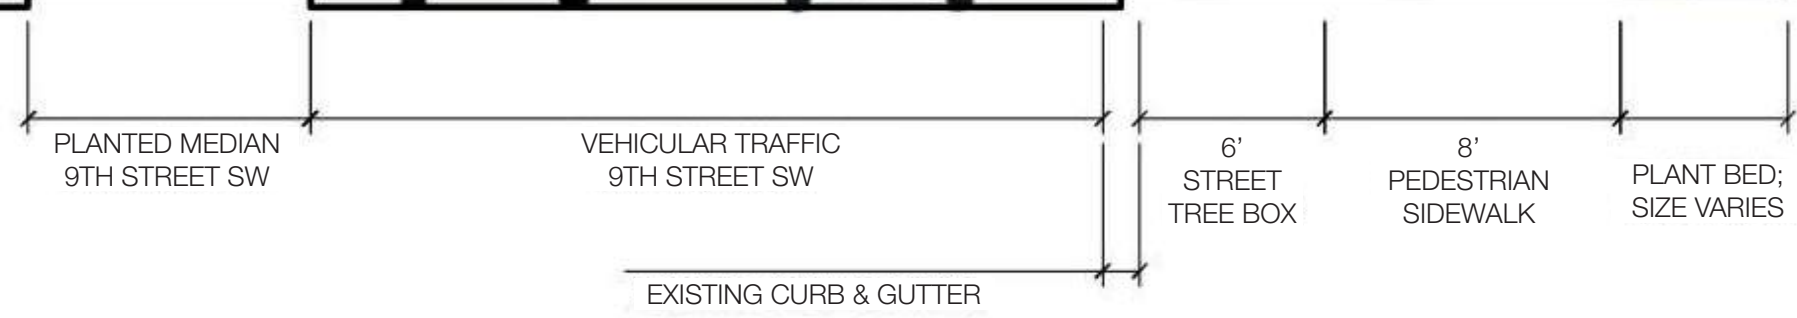 PLANTED MEDIAN
9TH STREET SW
VEHICULAR TRAFFIC
9TH STREET SW
6’
STREET
TREE BOX
8’
PEDESTRIAN
SIDEWALK
PLANT BED;
SIZE VARIES
EXISTING CURB & GUTTER